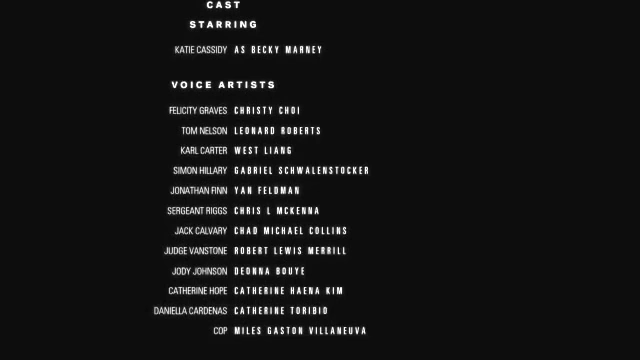 CAST
STARRING
KATIE CASSIDY AS BECKY MARNEY
VOICE ARTISTS
FELICITY GRAVES CHRISTY CHOI
TOM NELSON LEONARD ROBERTS
KARL CARTER WEST LIANG
SIMON HILLARY GABRIEL SCHWALENSTOCKER
JONATHAN FINN YAN FELDMAN
SERGEANT RIGGS CHRIS L MCKENNA
JACK CALVARY CHAD MICHAEL COLLINS
JUDGE VANSTONE ROBERT LEWIS MERRILL
JODY JOHNSON DEONNA BOUYE
CATHERINE HOPE CATHERINE HAENA KIM
DANIELLA CARDENAS CATHERINE TORIBIO
COP MILES GASTON VILLANEUVA